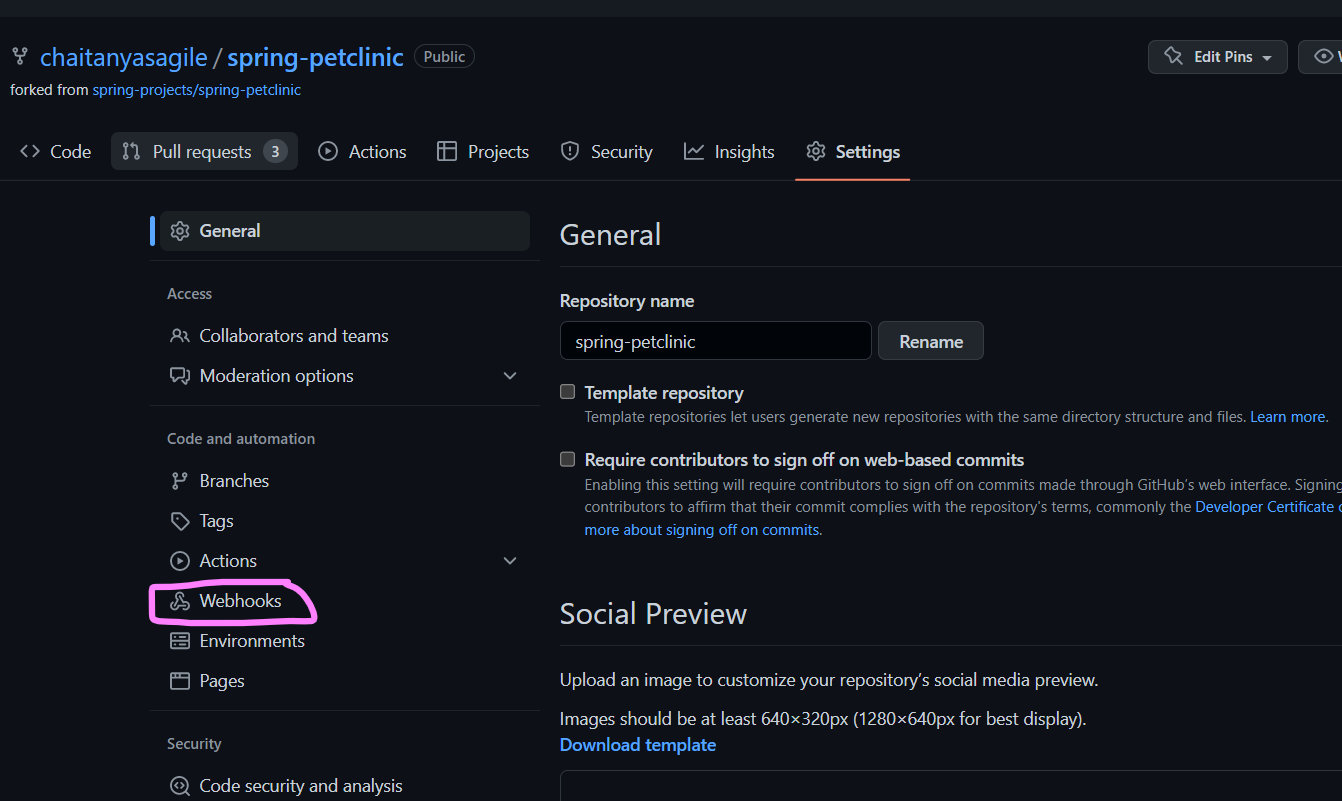 chaitanyasagile / spring-petclinic Public
Edit Pins
forked from spring-projects/spring-petclinic
Code Pull requests 3 Actions Projects Security Insights Settings
General
Access
Collaborators and teams
Moderation options
Code and automation
Branches
Tags
Actions
Webhooks
Environments
Pages
Security
Code security and analysis
General
Repository name
spring-petclinic Rename
Template repository
Template repositories let users generate new repositories with the same directory structure and files. Learn more.
Require contributors to sign off on web-based commits
Enabling this setting will require contributors to sign off on commits made through GitHub's web interface. Signing
contributors to affirm that their commit complies with the repository's terms, commonly the Developer Certificate
more about signing off on commits.
Social Preview
Upload an image to customize your repository's social media preview.
Images should be at least 640×320px (1280×640px for best display).
Download template